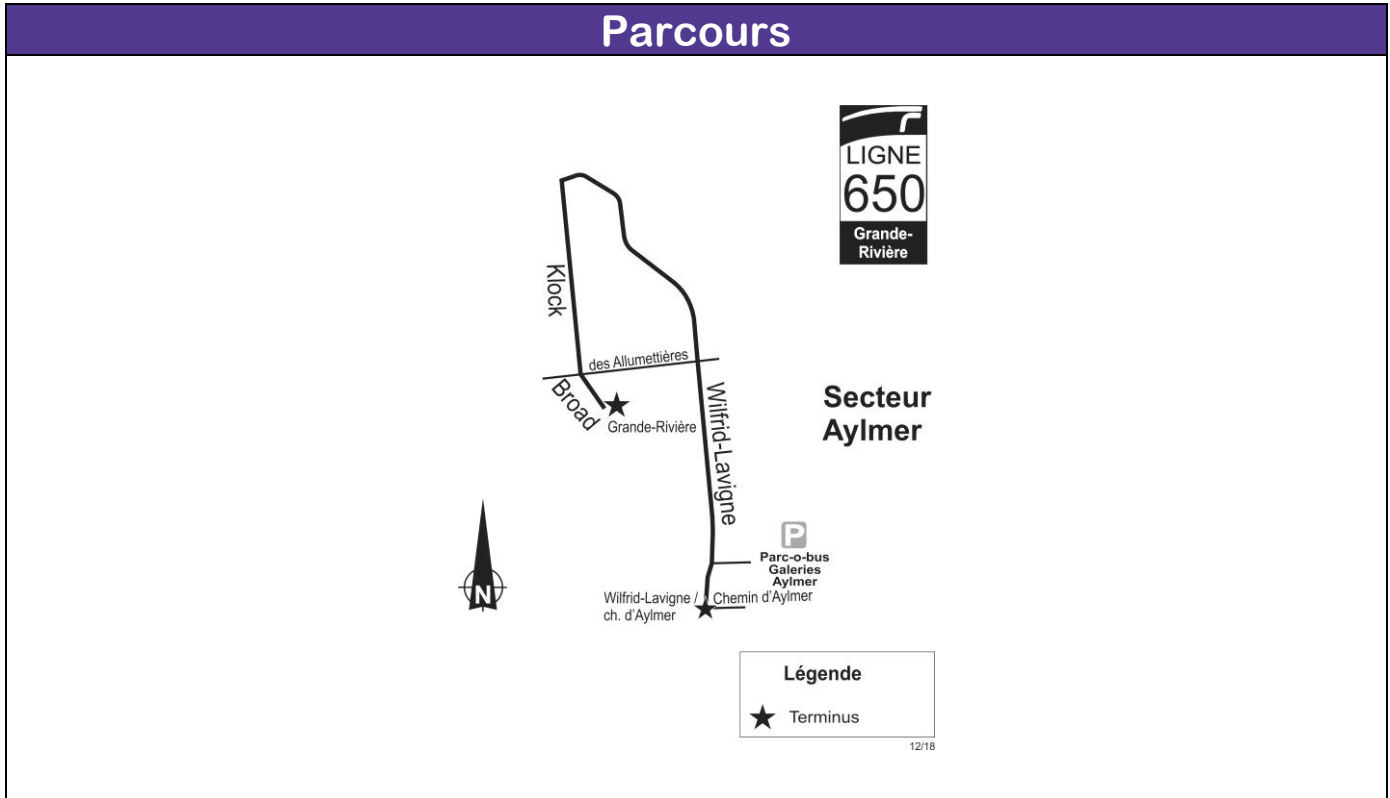 Parcours
LIGNE
650
Grande-
Rivière
Klock
des Allumettières
Broad
Grande-Rivière
Wilfrid-Lavigne
Secteur
Aylmer
P
Parc-o-bus
Galeries
Aylmer
N
Wilfrid-Lavigne /
ch. d'Aylmer
Chemin d'Aylmer
Légende
Terminus
12/18